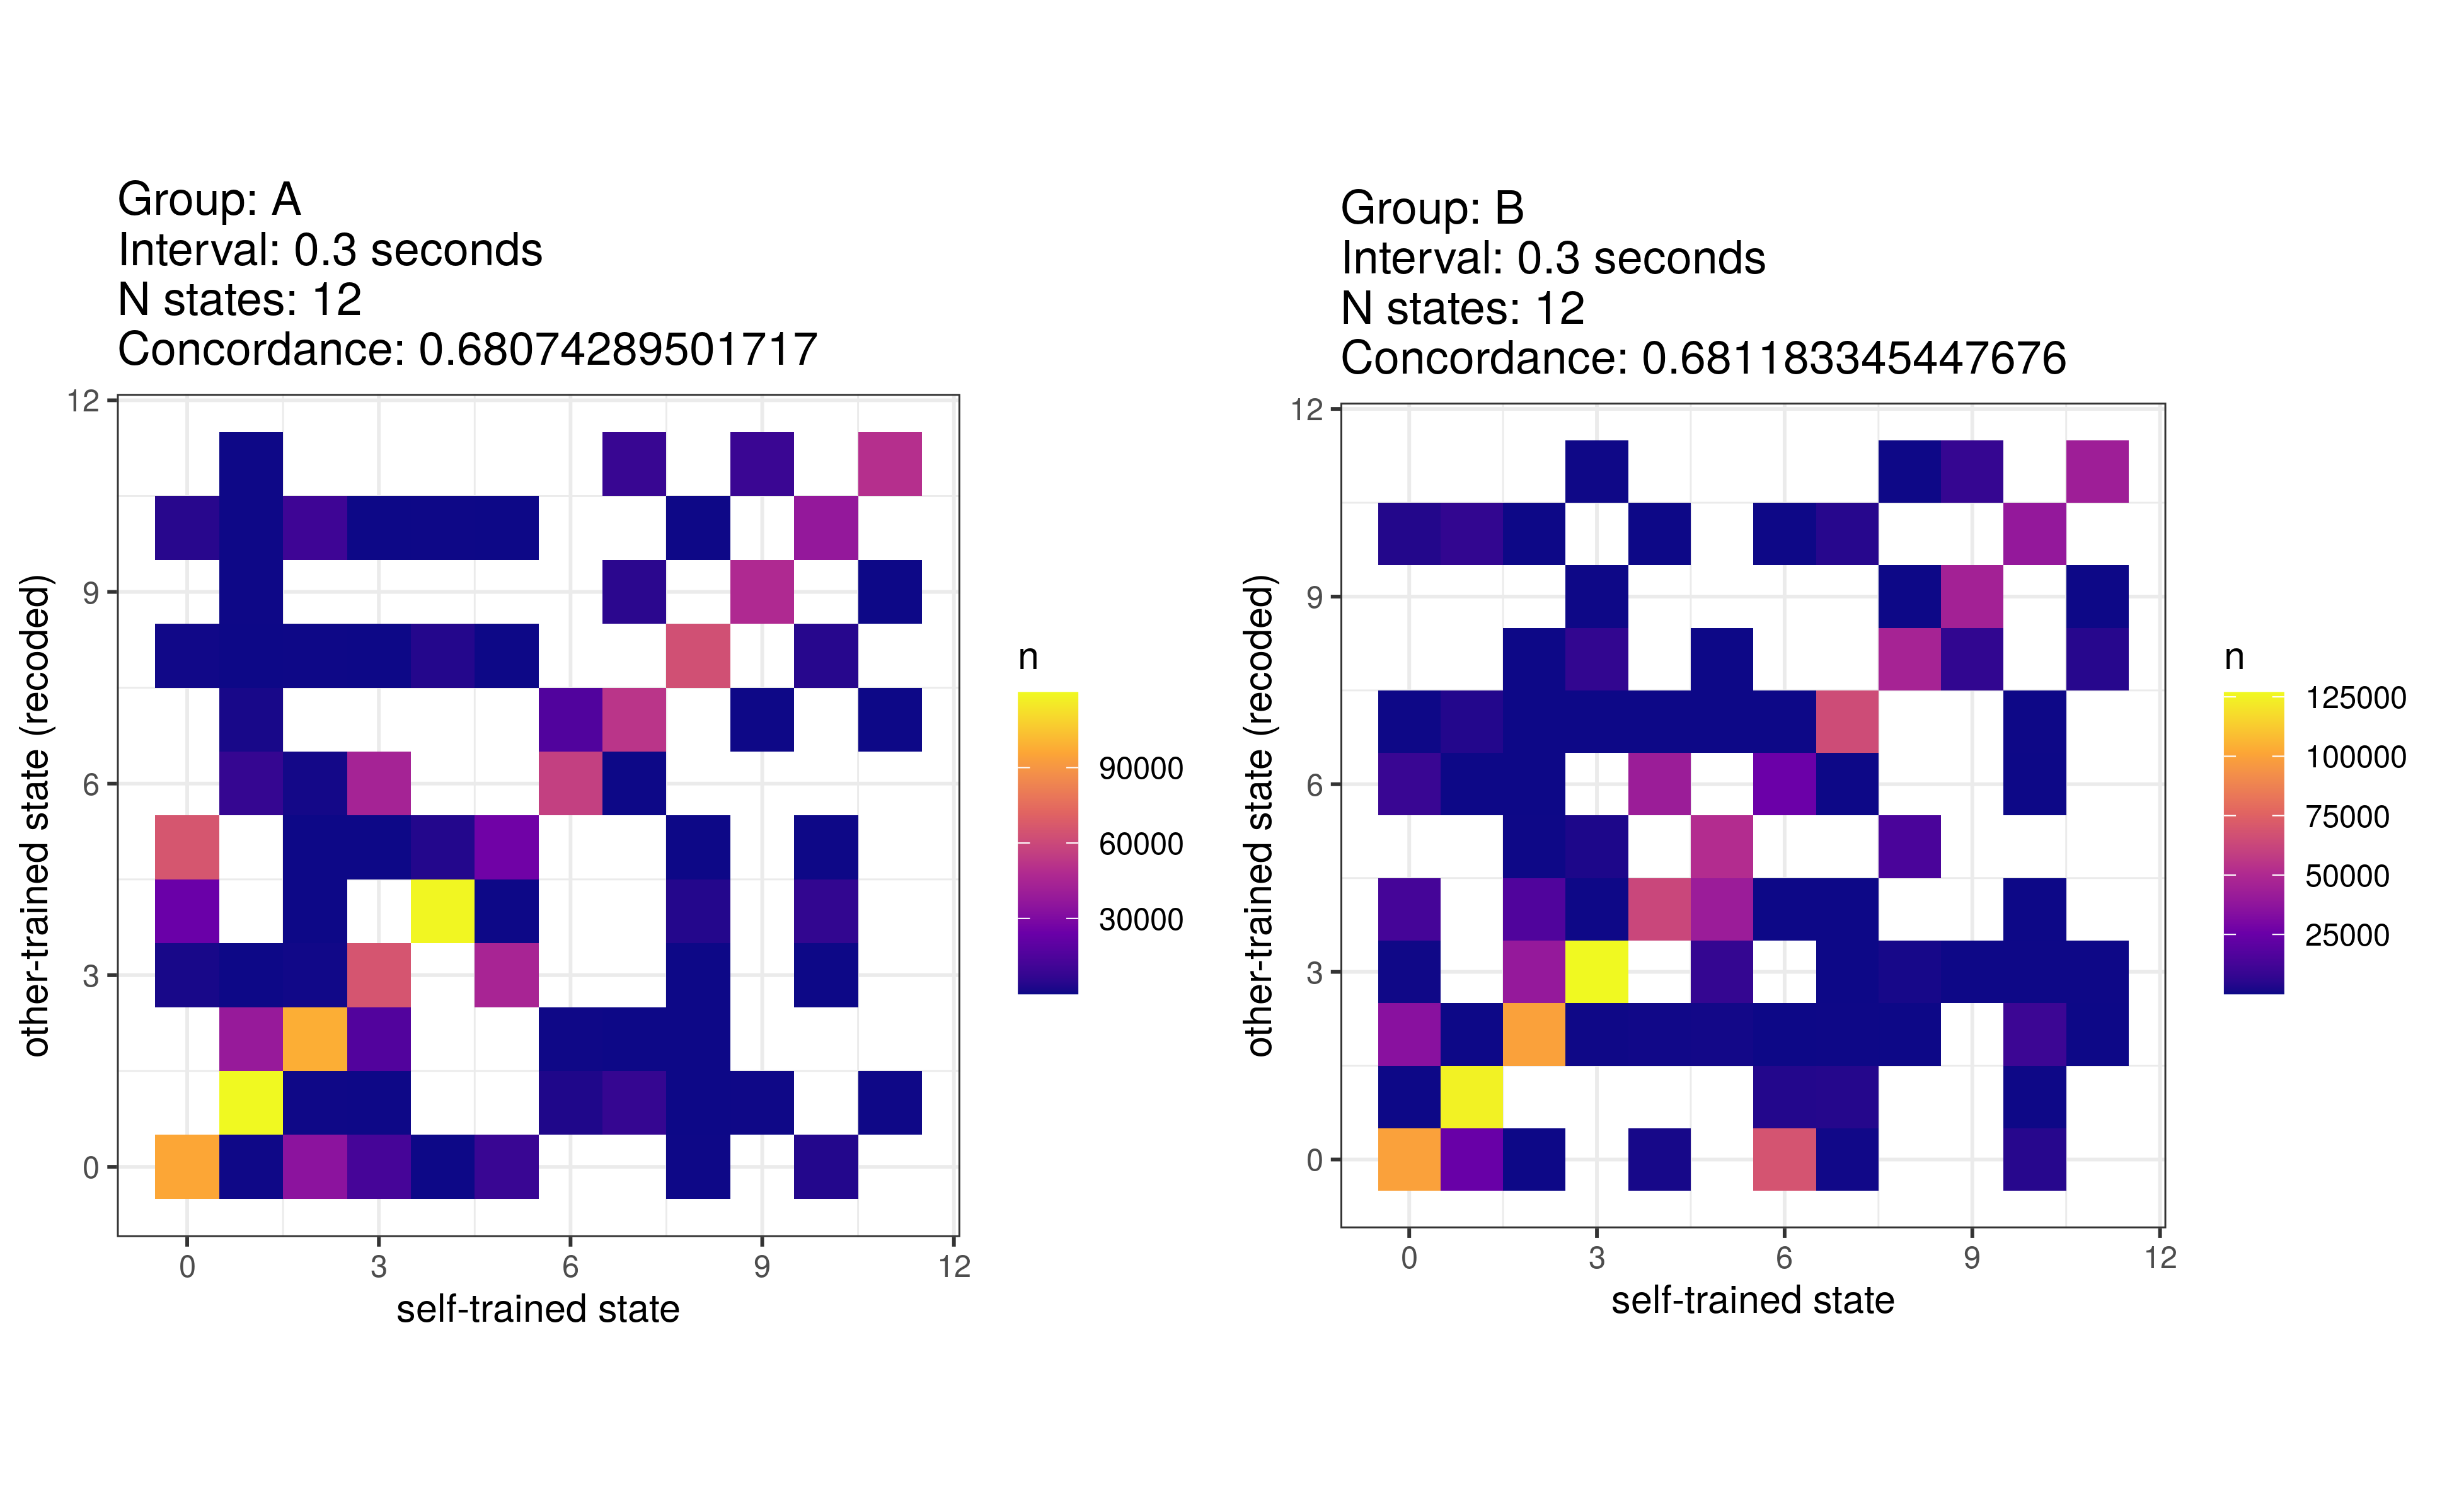 Group: A
Interval: 0.3 seconds
N states: 12
Concordance: 0.68074289501717
12
9
6
3
0
other-trained state (recoded)
0 3 6 9 12
self-trained state
n
90000
60000
30000
Group: B
Interval: 0.3 seconds
N states: 12
Concordance: 0.681183345447676
12
9
6
3
0
other-trained state (recoded)
0 3 6 9 12
self-trained state
n
125000
100000
75000
50000
25000